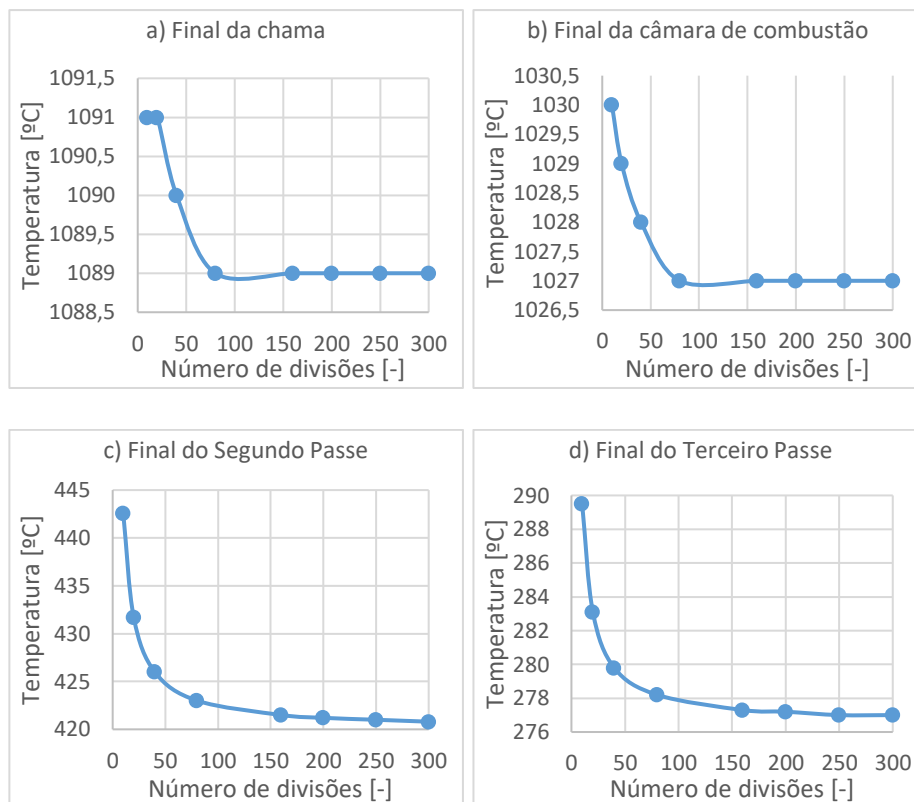 a) Final da chama
Temperatura [ºC]
1091,5
1091
1090,5
1090
1089,5
1089
1088,5
0 50 100 150 200 250 300
Número de divisões [-]
b) Final da câmara de combustão
Temperatura [ºC]
1030,5
1030
1029,5
1029
1028,5
1028
1027,5
1027
1026,5
0 50 100 150 200 250 300
Número de divisões [-]
c) Final do Segundo Passe
Temperatura [ºC]
445
440
435
430
425
420
0 50 100 150 200 250 300
Número de divisões [-]
d) Final do Terceiro Passe
Temperatura [ºC]
290
288
286
284
282
280
278
276
0 50 100 150 200 250 300
Número de divisões [-]